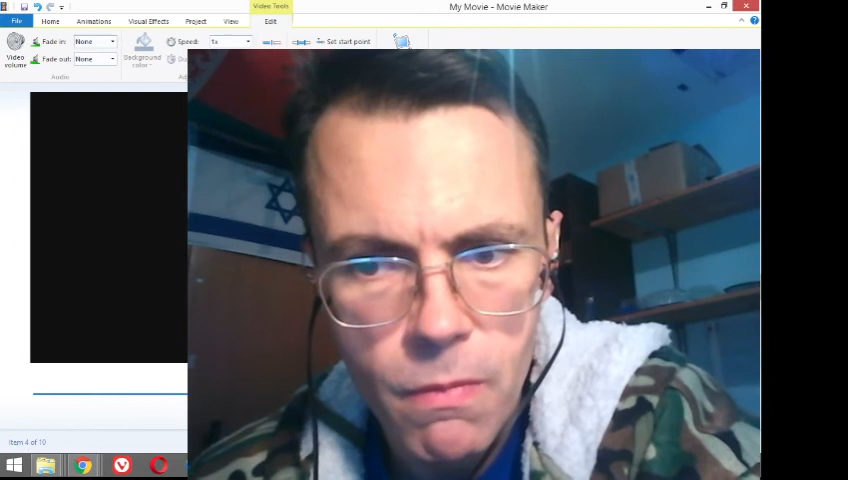 Video Tools
My Movie - Movie Maker
File Home Animations Visual Effects Project View Edit
Video volume
Fade in: None
Fade out: None
Audio
Background color
Speed: 1x
Set start point
Item 4 of 10